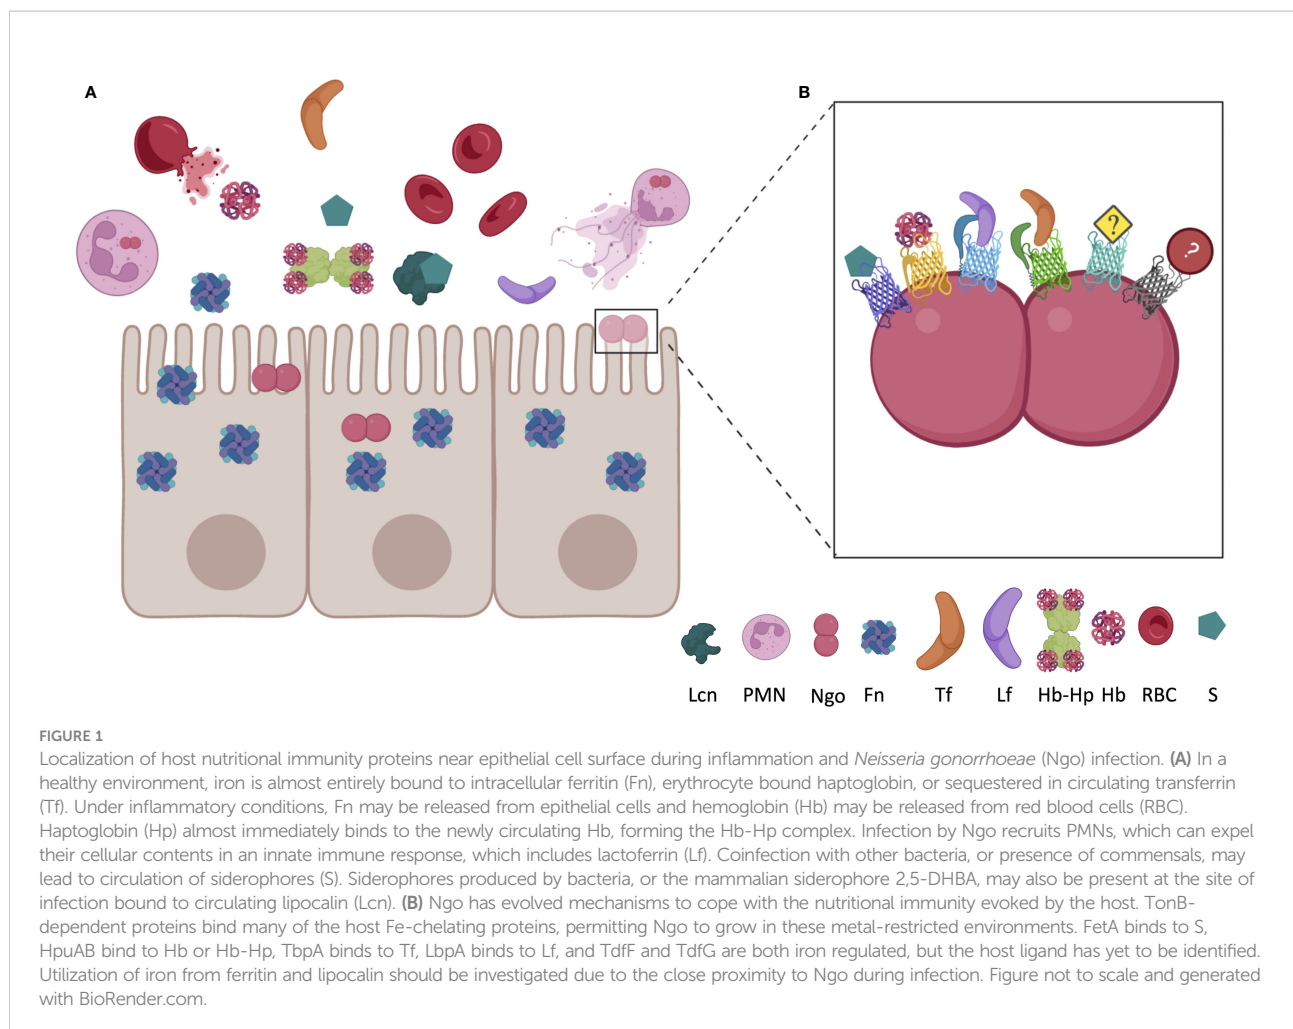 A
B
?
?
Lcn PMN Ngo Fn Tf Lf Hb-Hp Hb RBC S
FIGURE 1
Localization of host nutritional immunity proteins near epithelial cell surface during inflammation and Neisseria gonorrhoeae (Ngo) infection. (A) In a
healthy environment, iron is almost entirely bound to intracellular ferritin (Fn), erythrocyte bound haptoglobin, or sequestered in circulating transferrin
(Tf). Under inflammatory conditions, Fn may be released from epithelial cells and hemoglobin (Hb) may be released from red blood cells (RBC).
Haptoglobin (Hp) almost immediately binds to the newly circulating Hb, forming the Hb-Hp complex. Infection by Ngo recruits PMNs, which can expel
their cellular contents in an innate immune response, which includes lactoferrin (Lf). Coinfection with other bacteria, or presence of commensals, may
lead to circulation of siderophores (S). Siderophores produced by bacteria, or the mammalian siderophore 2,5-DHBA, may also be present at the site of
infection bound to circulating lipocalin (Lcn). (B) Ngo has evolved mechanisms to cope with the nutritional immunity evoked by the host. TonB-
dependent proteins bind many of the host Fe-chelating proteins, permitting Ngo to grow in these metal-restricted environments. FetA binds to S,
HpuAB bind to Hb or Hb-Hp, TbpA binds to Tf, LbpA binds to Lf, and TdfF and TdfG are both iron regulated, but the host ligand has yet to be identified.
Utilization of iron from ferritin and lipocalin should be investigated due to the close proximity to Ngo during infection. Figure not to scale and generated
with BioRender.com.